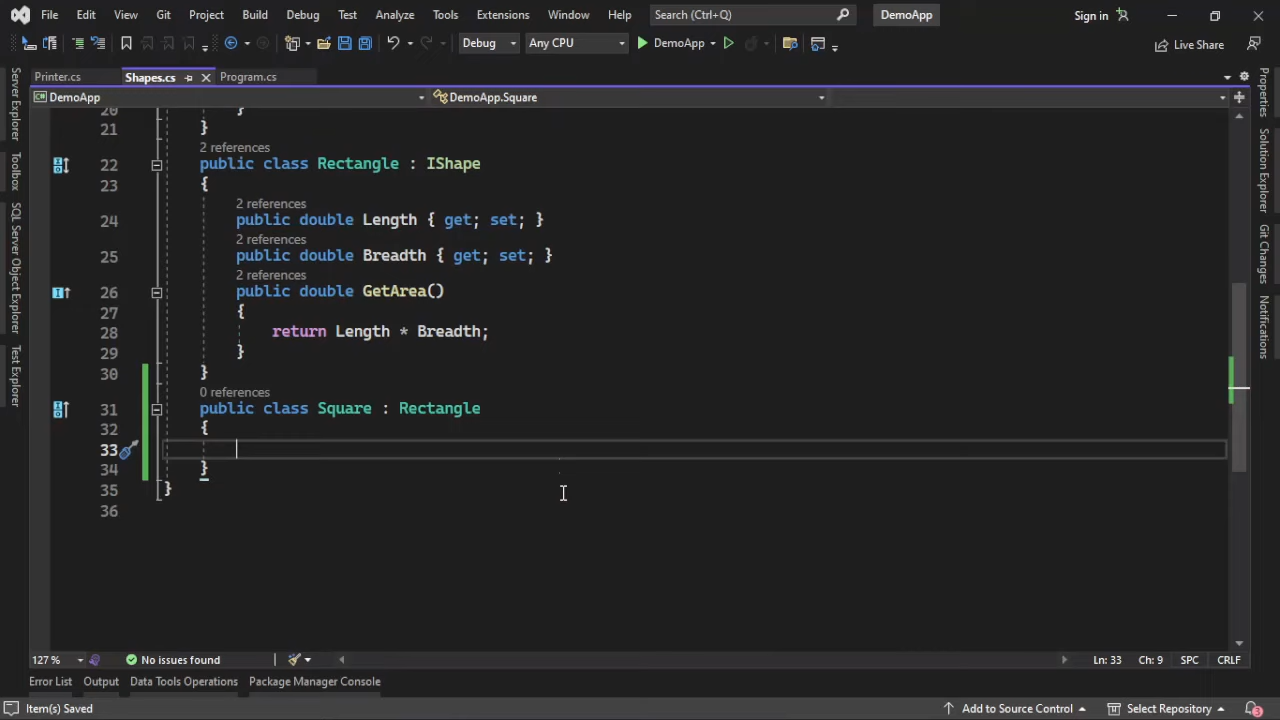 File Edit View Git Project Build Debug Test Analyze Tools Extensions Window Help Search (Ctrl+Q) DemoApp Sign in
Debug Any CPU DemoApp Live Share
Printer.cs Shapes.cs Program.cs
DemoApp DemoApp.Square
Server Explorer
Toolbox
SQL Server Object Explorer
Test Explorer
20 }
21 }
2 references
22 public class Rectangle : IShape
23 {
2 references
24 public double Length { get; set; }
2 references
25 public double Breadth { get; set; }
2 references
26 public double GetArea()
27 {
28 return Length * Breadth;
29 }
30 }
0 references
31 public class Square : Rectangle
32 {
33
34 }
35 }
36
Properties
Solution Explorer
Git Changes
Notifications
127% No issues found Ln: 33 Ch: 9 SPC CRLF
Error List Output Data Tools Operations Package Manager Console
Item(s) Saved Add to Source Control Select Repository 3